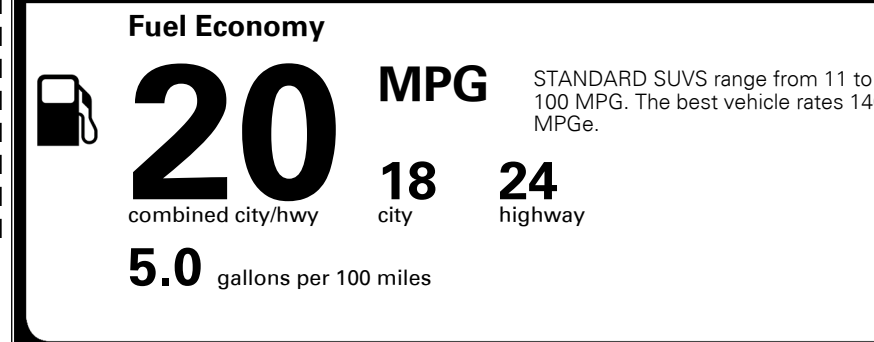 Fuel Economy
20 MPG
STANDARD SUVS range from 11 to
100 MPG. The best vehicle rates
MPGe.
18 24
combined city/hwy city highway
5.0 gallons per 100 miles